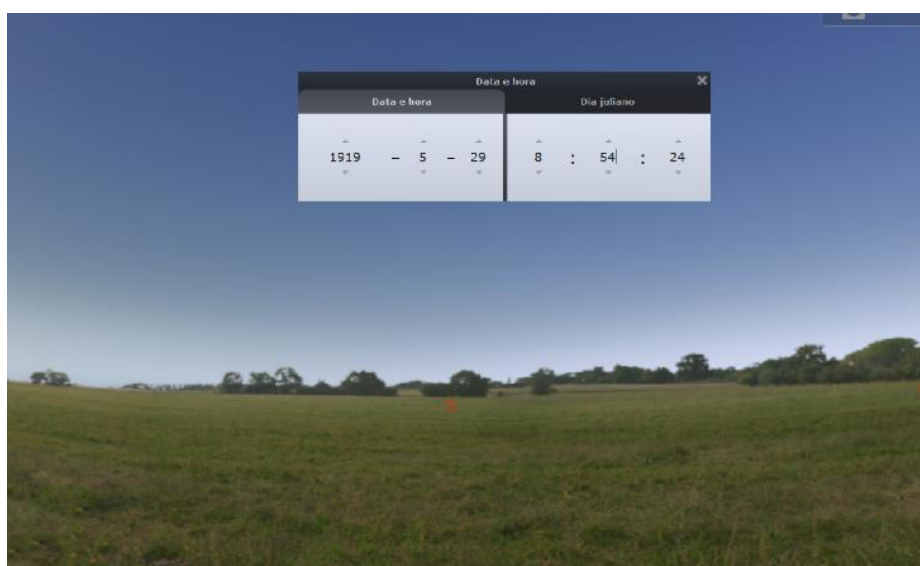 Data e hora
Data e hora Dia juliano
1919 – 5 – 29 8 : 54 : 24
S